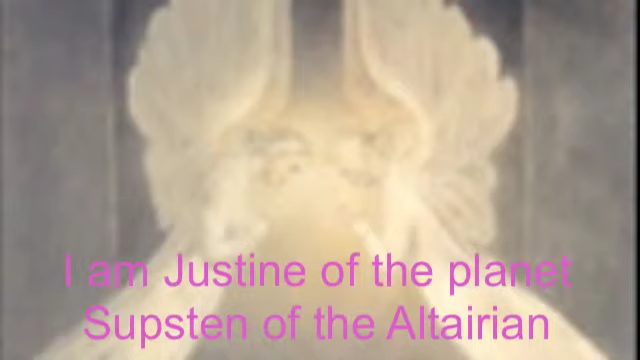 I am Justine of the planet
Supsten of the Altairian